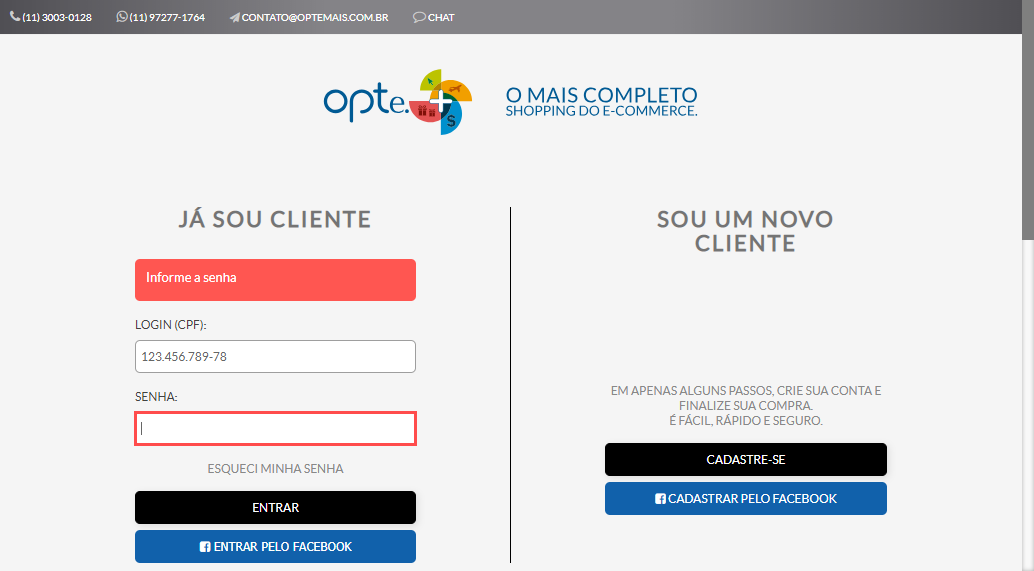 (11) 3003-0128 (11) 97277-1764 CONTATO@OPTEMAIS.COM.BR CHAT
opte. $
O MAIS COMPLETO
SHOPPING DO E-COMMERCE.
JÁ SOU CLIENTE
Informe a senha
LOGIN (CPF):
123.456.789-78
SENHA:
ESQUECI MINHA SENHA
ENTRAR
ENTRAR PELO FACEBOOK
SOU UM NOVO
CLIENTE
EM APENAS ALGUNS PASSOS, CRIE SUA CONTA E
FINALIZE SUA COMPRA.
É FÁCIL, RÁPIDO E SEGURO.
CADASTRE-SE
CADASTRAR PELO FACEBOOK